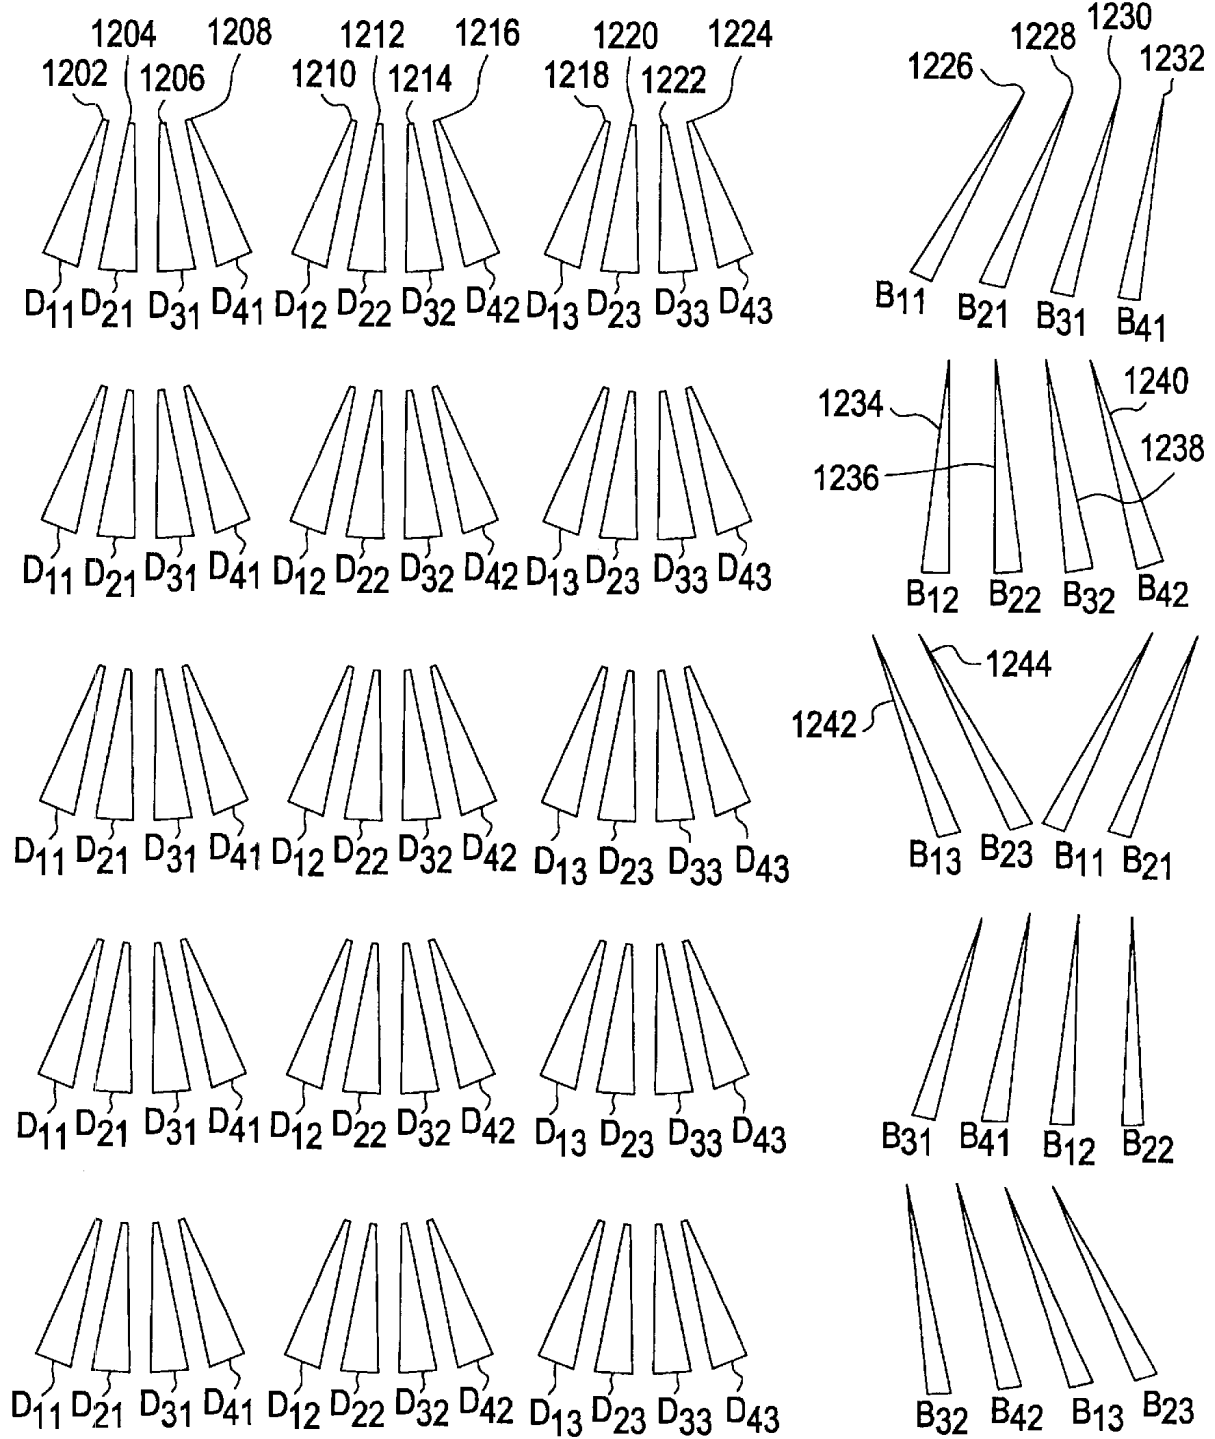 1204 1208 1212 1216 1220 1224 1228 1230
1202 1206 1210 1214 1218 1222 1226 1232
D11 D21 D31 D41 D12 D22 D32 D42 D13 D23 D33 D43 B11 B21 B31 B41
1234 1240
1236 1238
D11 D21 D31 D41 D12 D22 D32 D42 D13 D23 D33 D43 B12 B22 B32 B42
1244
1242
D11 D21 D31 D41 D12 D22 D32 D42 D13 D23 D33 D43 B13 B23 B11 B21
D11 D21 D31 D41 D12 D22 D32 D42 D13 D23 D33 D43 B31 B41 B12 B22
D11 D21 D31 D41 D12 D22 D32 D42 D13 D23 D33 D43 B32 B42 B13 B23